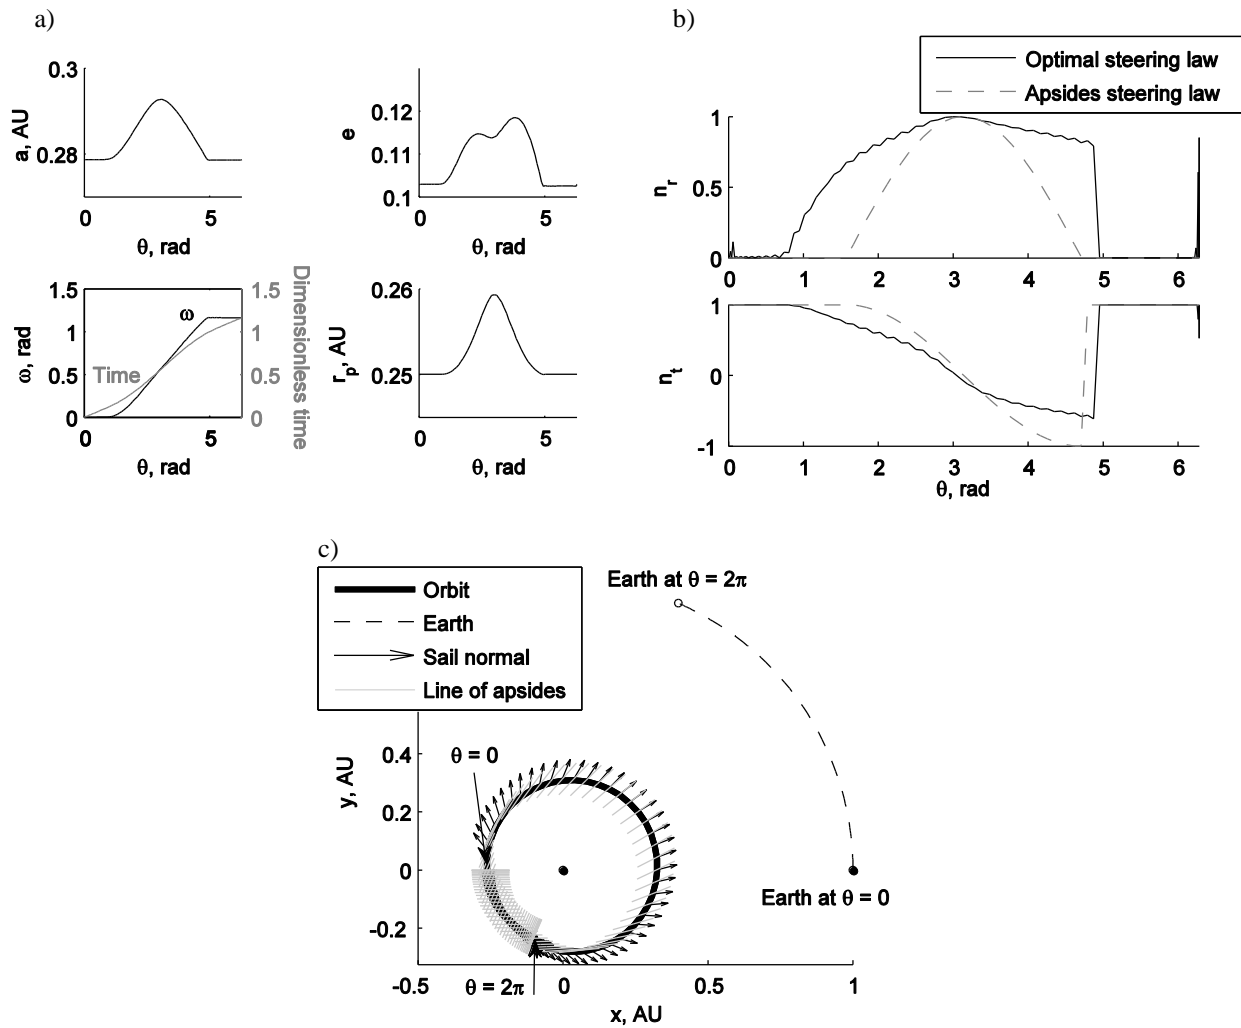 a)
0.3
a, AU
0.28
0 5
θ, rad
0.12
e
0.11
0.1
0 5
θ, rad
1.5 1.5
ω
1 1
ω, rad
Dimensionless time
0.5 Time 0.5
0 0
0 5
θ, rad
0.26
r_p, AU
0.25
0 5
θ, rad
b)
Optimal steering law
Apsides steering law
1
n_r
0.5
0
0 1 2 3 4 5 6
θ, rad
1
n_t
0
-1
0 1 2 3 4 5 6
θ, rad
c)
Orbit
Earth
Sail normal
Line of apsides
Earth at θ = 2π
θ = 0
0.4
y, AU
0.2
0
Earth at θ = 0
-0.2
θ = 2π
-0.5 0 0.5 1
x, AU